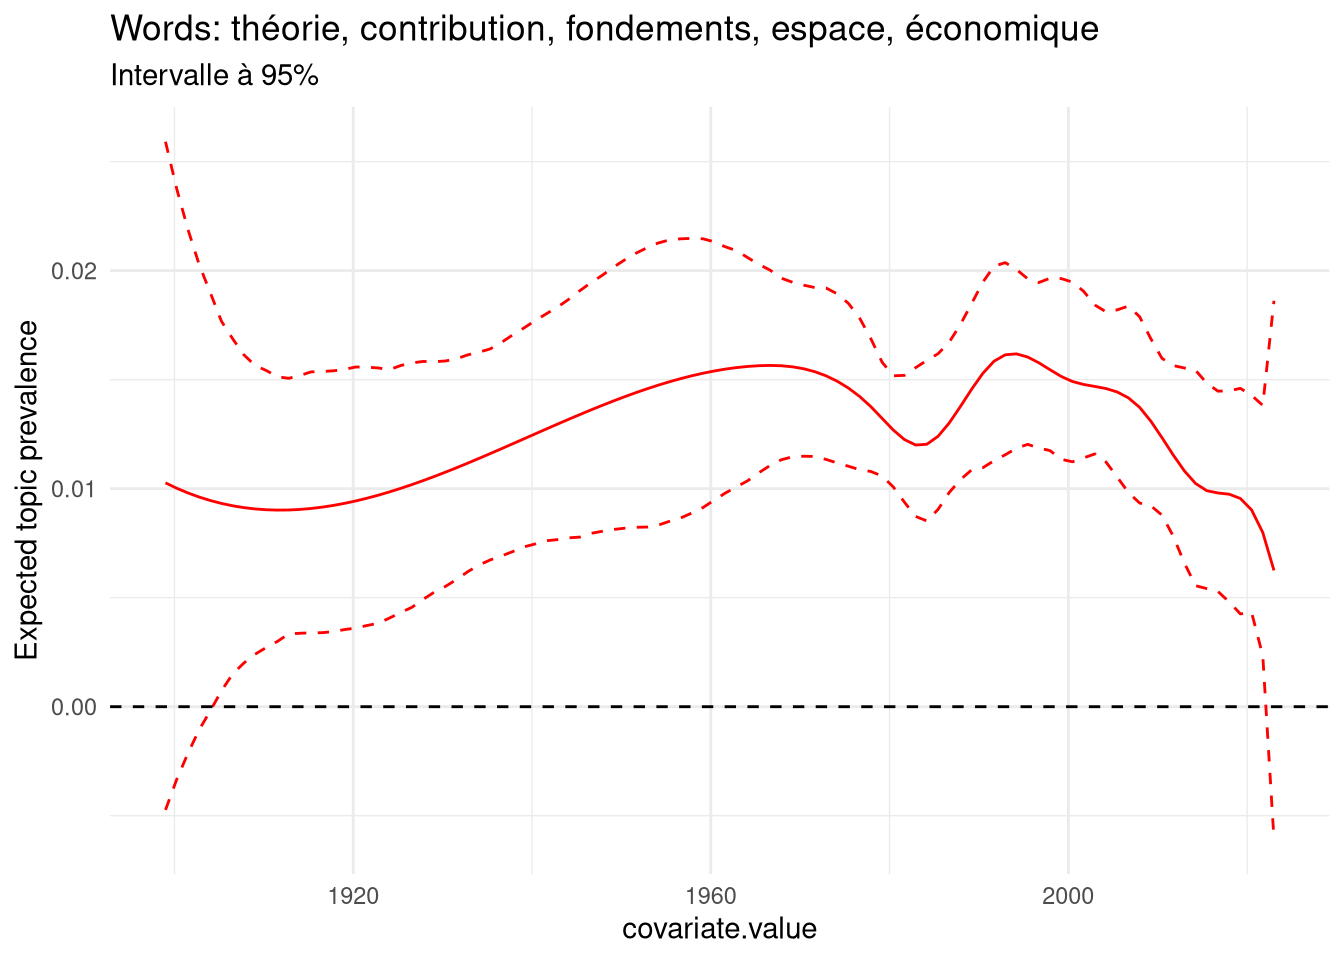 Words: théorie, contribution, fondements, espace, économique
Intervalle à 95%
Expected topic prevalence
0.02
0.01
0.00
1920
1960
2000
covariate.value